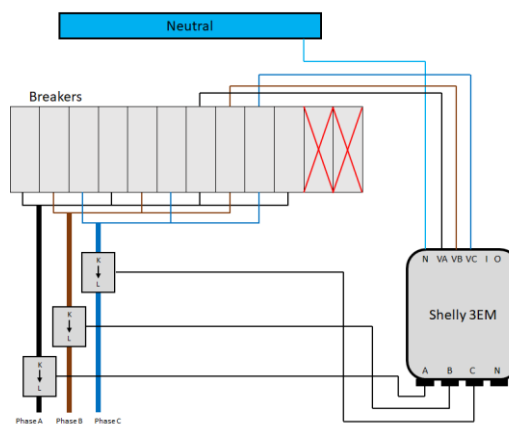 Neutral
Breakers
N VA VB VC I O
Shelly 3EM
A B C N
K
L
K
L
K
L
Phase A Phase B Phase C